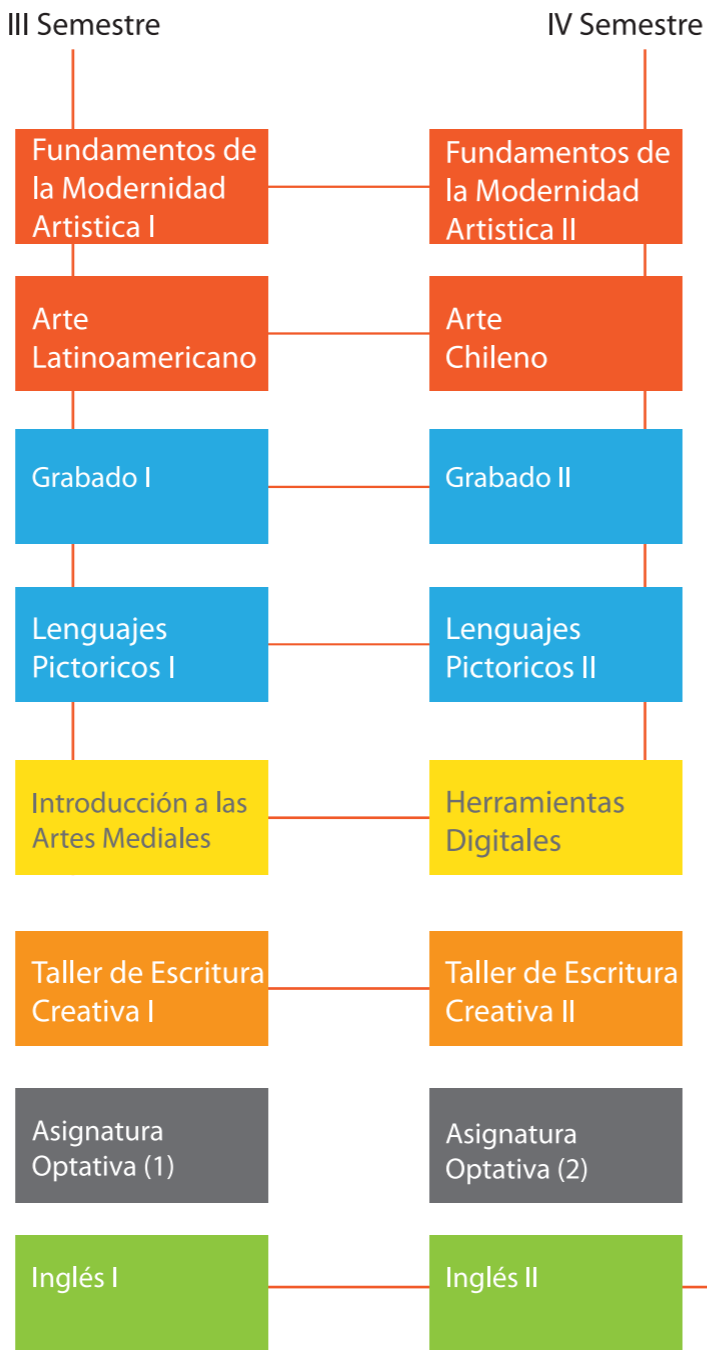 III Semestre
IV Semestre
Fundamentos de
la Modernidad
Artistica I
Fundamentos de
la Modernidad
Artistica II
Arte
Latinoamericano
Arte
Chileno
Grabado I
Grabado II
Lenguajes
Pictoricos I
Lenguajes
Pictoricos II
Introducción a las
Artes Mediales
Herramientas
Digitales
Taller de Escritura
Creativa I
Taller de Escritura
Creativa II
Asignatura
Optativa (1)
Asignatura
Optativa (2)
Inglés I
Inglés II